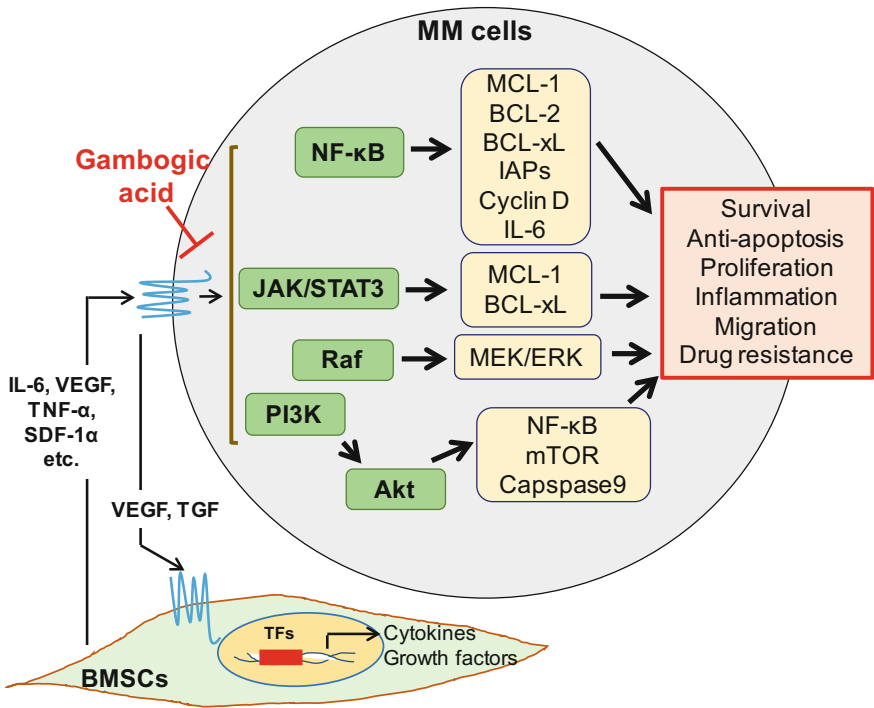 MM cells
Gambogic
acid
NF-κB
MCL-1
BCL-2
BCL-xL
IAPs
Cyclin D
IL-6
JAK/STAT3
MCL-1
BCL-xL
Raf
MEK/ERK
PI3K
Akt
NF-κB
mTOR
Capspase9
Survival
Anti-apoptosis
Proliferation
Inflammation
Migration
Drug resistance
IL-6, VEGF,
TNF-α,
SDF-1α
etc.
VEGF, TGF
TFs
Cytokines
Growth factors
BMSCs